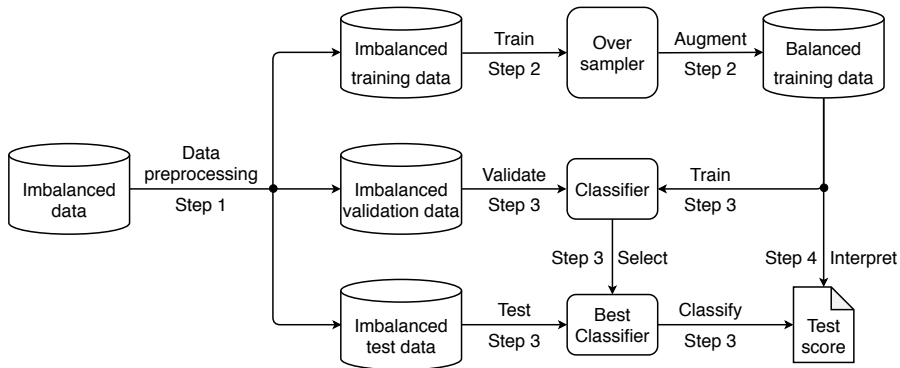 Imbalanced
training data
Train
Step 2
Over
sampler
Augment
Step 2
Balanced
training data
Imbalanced
data
Data
preprocessing
Step 1
Imbalanced
validation data
Validate
Step 3
Classifier
Train
Step 3
Step 3
Select
Step 4
Interpret
Imbalanced
test data
Test
Step 3
Best
Classifier
Classify
Step 3
Test
score